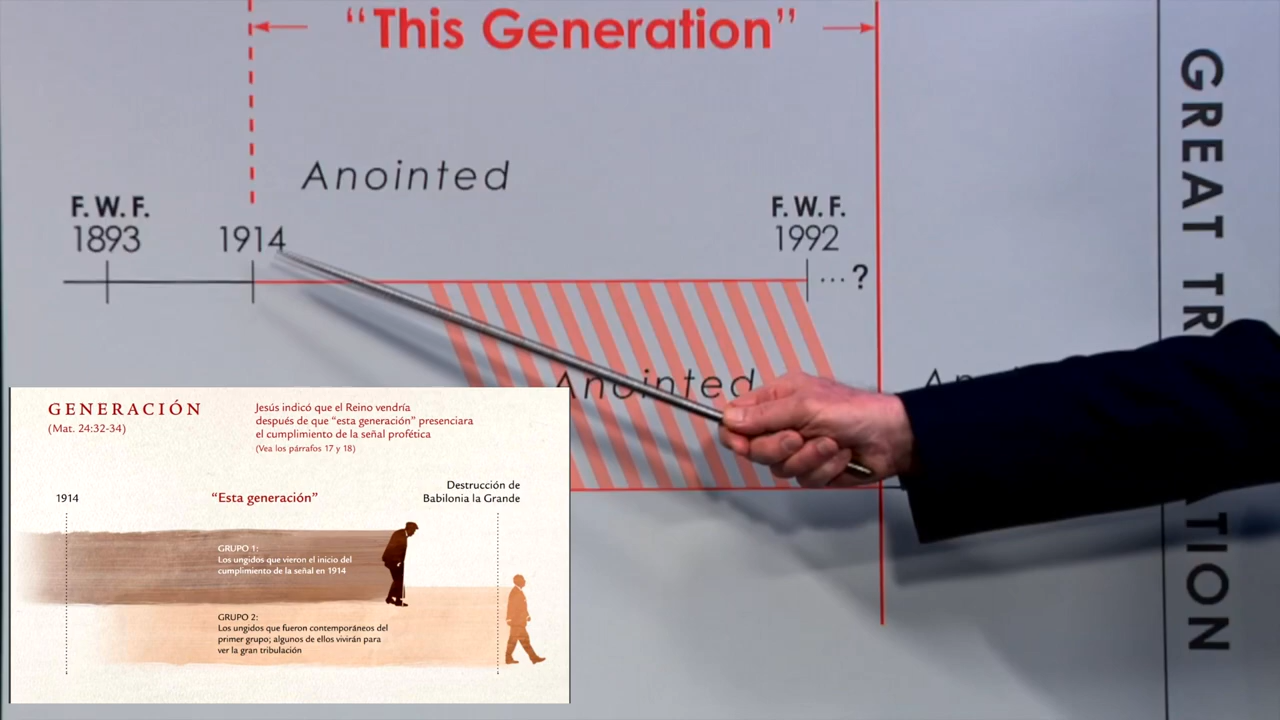 "This Generation"
Anointed
F. W. F.
1893
1914
F. W. F.
1992
...?
Anointed
GREAT TR
TION
GENERACIÓN
(Mat. 24:32-34)
Jesús indicó que el Reino vendría
después de que "esta generación" presenciara
el cumplimiento de la señal profética
(Vea los párrafos 17 y 18)
1914
"Esta generación"
Destrucción de
Babilonia la Grande
GRUPO 1:
Los ungidos que vieron el inicio del
cumplimiento de la señal en 1914
GRUPO 2:
Los ungidos que fueron contemporáneos del
primer grupo; algunos de ellos vivirán para
ver la gran tribulación